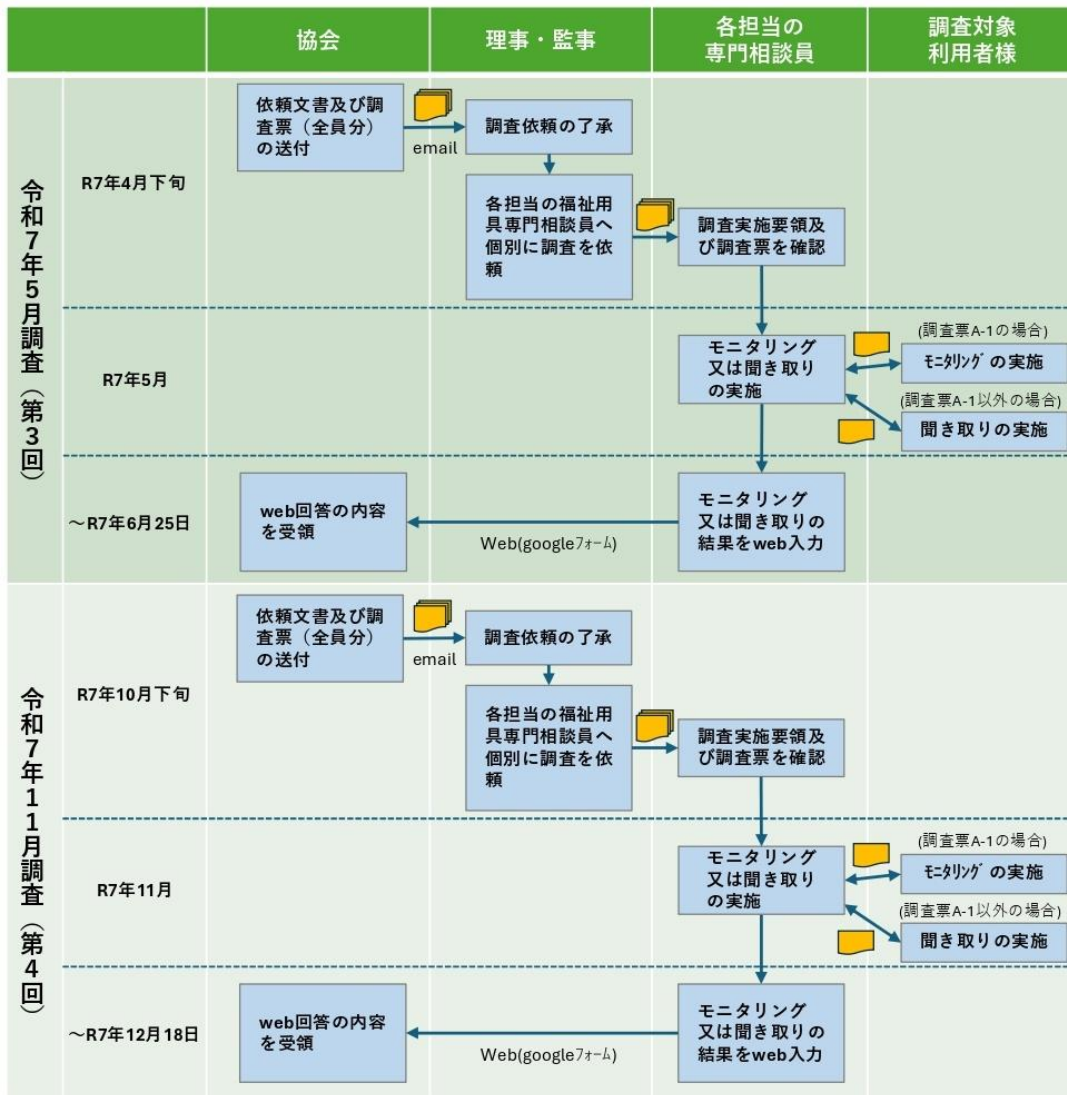 協会
理事・監事
各担当の
専門相談員
調査対象
利用者様
令和7年5月調査（第3回）
R7年4月下旬
依頼文書及び調
査票（全員分）
の送付
email
調査依頼の了承
各担当の福祉用
具専門相談員へ
個別に調査を依
頼
調査実施要領及
び調査票を確認
R7年5月
モニタリング
又は聞き取り
の実施
(調査票A-1の場合)
ﾓﾆﾀﾘﾝｸﾞの実施
(調査票A-1以外の場合)
聞き取りの実施
～R7年6月25日
web回答の内容
を受領
Web(googleﾌｫｰﾑ)
モニタリング
又は聞き取りの
結果をweb入力
令和7年11月調査（第4回）
R7年10月下旬
依頼文書及び調
査票（全員分）
の送付
email
調査依頼の了承
各担当の福祉用
具専門相談員へ
個別に調査を依
頼
調査実施要領及
び調査票を確認
R7年11月
モニタリング
又は聞き取り
の実施
(調査票A-1の場合)
ﾓﾆﾀﾘﾝｸﾞの実施
(調査票A-1以外の場合)
聞き取りの実施
～R7年12月18日
web回答の内容
を受領
Web(googleﾌｫｰﾑ)
モニタリング
又は聞き取りの
結果をweb入力